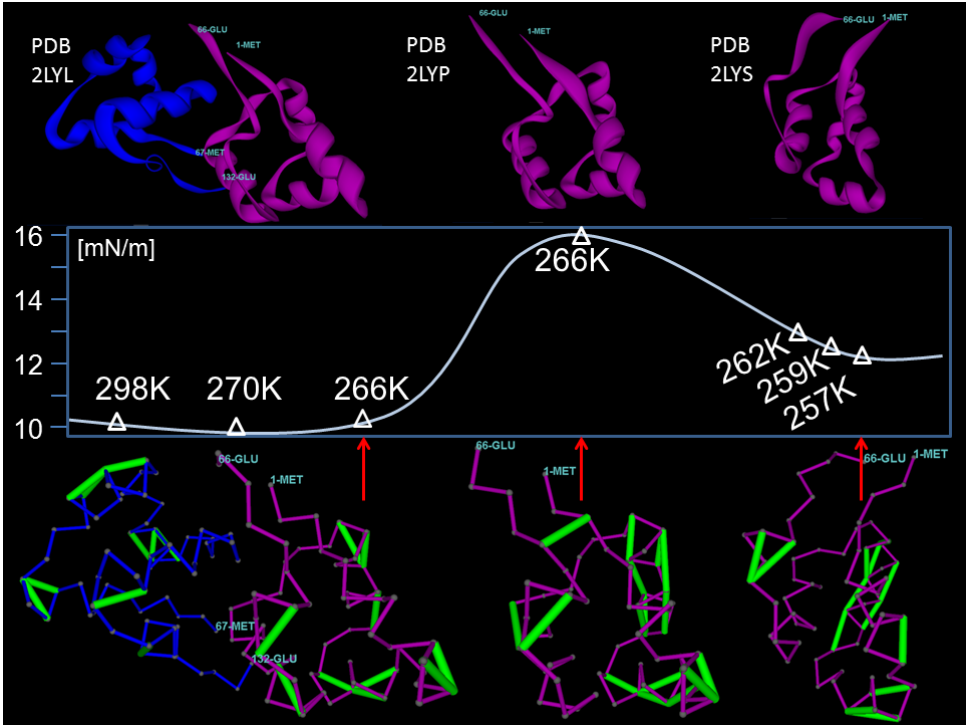 PDB
2LYL
66-GLU
1-MET
67-MET
132-GLU
PDB
2LYP
66-GLU
1-MET
PDB
2LYS
66-GLU
1-MET
16
14
12
10
[mN/m]
298K
270K
266K
266K
262K
259K
257K
66-GLU
1-MET
67-MET
132-GLU
66-GLU
1-MET
66-GLU
1-MET